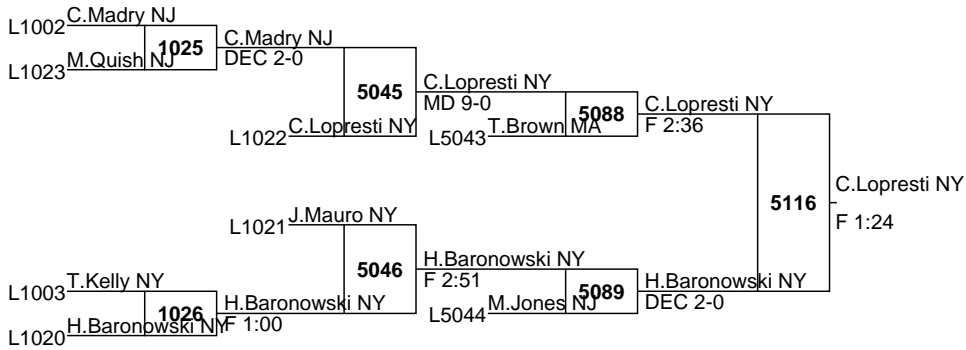 L1002 C.Madry NJ
1025 C.Madry NJ
L1023 M.Quish NJ
DEC 2-0
5045 C.Lopresti NY
MD 9-0
L1022 C.Lopresti NY
5088 C.Lopresti NY
L5043 T.Brown MA
F 2:36
5116 C.Lopresti NY
F 1:24
L1021 J.Mauro NY
5046 H.Baronowski NY
F 2:51
L1003 T.Kelly NY
1026 H.Baronowski NY
L1020 H.Baronowski NY
F 1:00
5089 H.Baronowski NY
L5044 M.Jones NJ
DEC 2-0